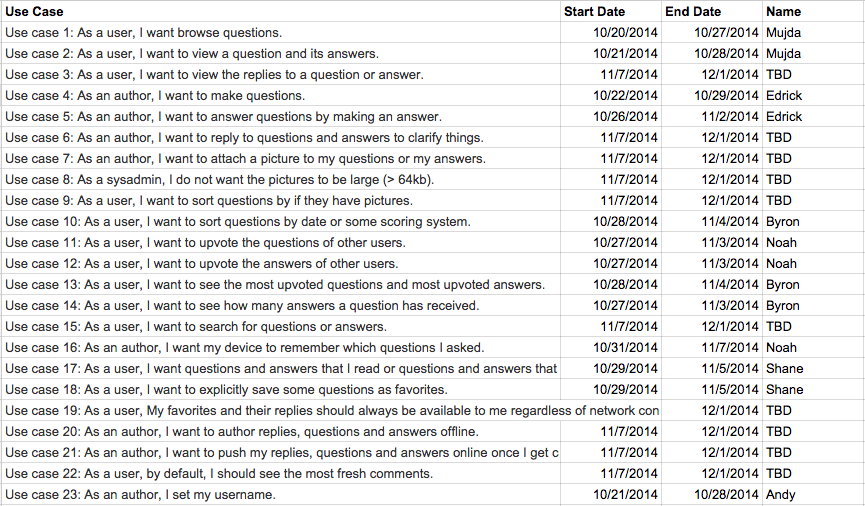 Use Case Start Date End Date Name
Use case 1: As a user, I want browse questions. 10/20/2014 10/27/2014 Mujda
Use case 2: As a user, I want to view a question and its answers. 10/21/2014 10/28/2014 Mujda
Use case 3: As a user, I want to view the replies to a question or answer. 11/7/2014 12/1/2014 TBD
Use case 4: As an author, I want to make questions. 10/22/2014 10/29/2014 Edrick
Use case 5: As an author, I want to answer questions by making an answer. 10/26/2014 11/2/2014 Edrick
Use case 6: As an author, I want to reply to questions and answers to clarify things. 11/7/2014 12/1/2014 TBD
Use case 7: As an author, I want to attach a picture to my questions or my answers. 11/7/2014 12/1/2014 TBD
Use case 8: As a sysadmin, I do not want the pictures to be large (> 64kb). 11/7/2014 12/1/2014 TBD
Use case 9: As a user, I want to sort questions by if they have pictures. 11/7/2014 12/1/2014 TBD
Use case 10: As a user, I want to sort questions by date or some scoring system. 10/28/2014 11/4/2014 Byron
Use case 11: As a user, I want to upvote the questions of other users. 10/27/2014 11/3/2014 Noah
Use case 12: As a user, I want to upvote the answers of other users. 10/27/2014 11/3/2014 Noah
Use case 13: As a user, I want to see the most upvoted questions and most upvoted answers. 10/28/2014 11/4/2014 Byron
Use case 14: As a user, I want to see how many answers a question has received. 10/27/2014 11/3/2014 Byron
Use case 15: As a user, I want to search for questions or answers. 11/7/2014 12/1/2014 TBD
Use case 16: As an author, I want my device to remember which questions I asked. 10/31/2014 11/7/2014 Noah
Use case 17: As a user, I want questions and answers that I read or questions and answers that 10/29/2014 11/5/2014 Shane
Use case 18: As a user, I want to explicitly save some questions as favorites. 10/29/2014 11/5/2014 Shane
Use case 19: As a user, My favorites and their replies should always be available to me regardless of network con 12/1/2014 TBD
Use case 20: As an author, I want to author replies, questions and answers offline. 11/7/2014 12/1/2014 TBD
Use case 21: As an author, I want to push my replies, questions and answers online once I get c 11/7/2014 12/1/2014 TBD
Use case 22: As a user, by default, I should see the most fresh comments. 11/7/2014 12/1/2014 TBD
Use case 23: As an author, I set my username. 10/21/2014 10/28/2014 Andy